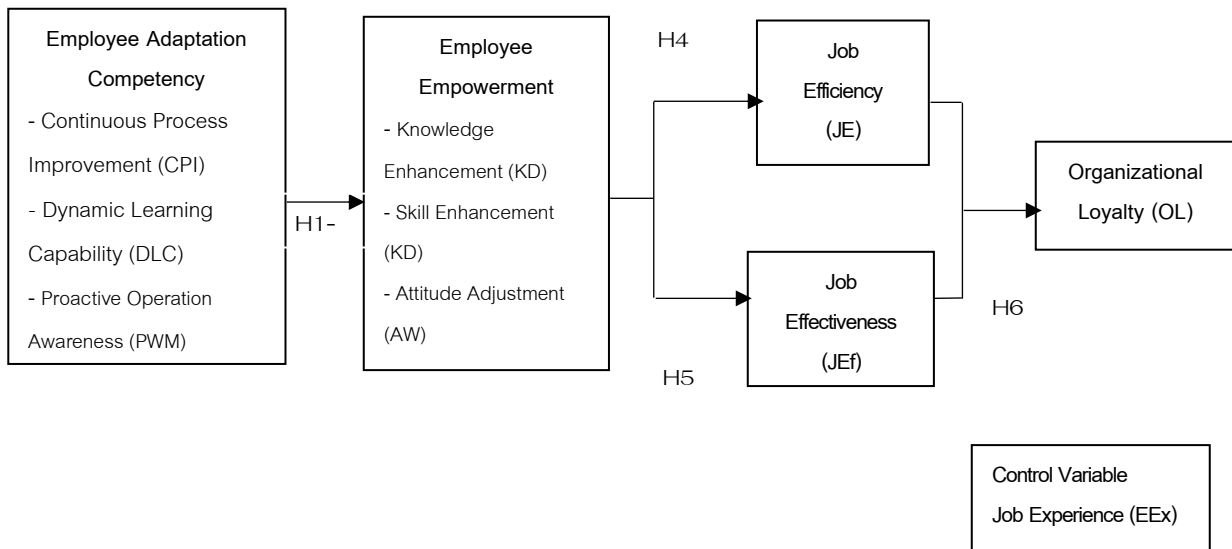 Employee Adaptation
Competency
- Continuous Process
Improvement (CPI)
- Dynamic Learning
Capability (DLC)
- Proactive Operation
Awareness (PWM)
H1-
Employee
Empowerment
- Knowledge
Enhancement (KD)
- Skill Enhancement
(KD)
- Attitude Adjustment
(AW)
H4
H5
Job
Efficiency
(JE)
Job
Effectiveness
(JEf)
H6
Organizational
Loyalty (OL)
Control Variable
Job Experience (EEx)